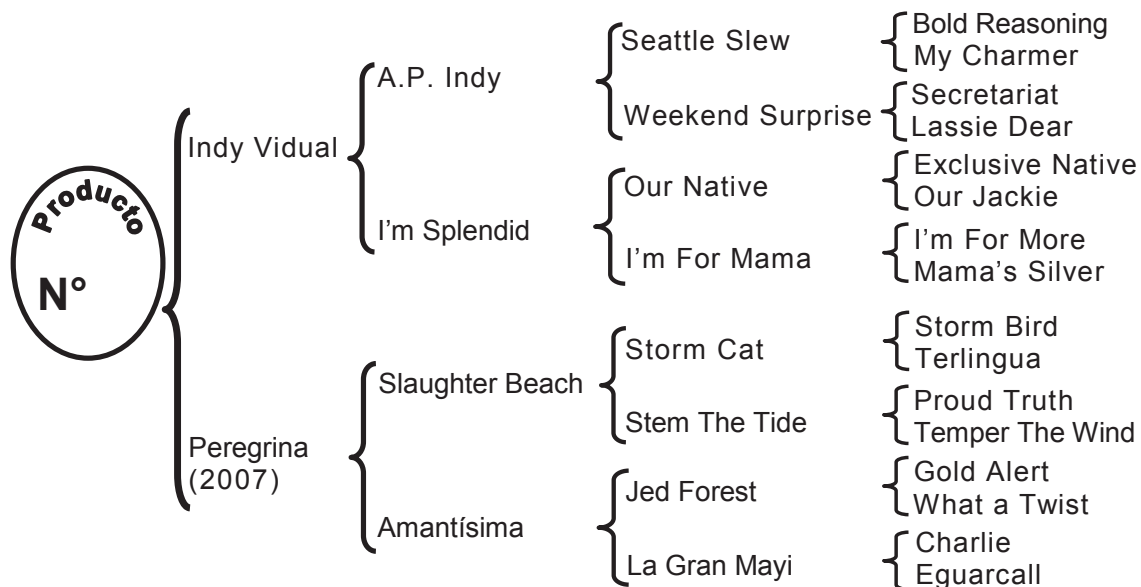 Producto
N°
Indy Vidual
Peregrina
(2007)
A.P. Indy
I'm Splendid
Slaughter Beach
Amantísima
Seattle Slew
Weekend Surprise
Our Native
I'm For Mama
Storm Cat
Stem The Tide
Jed Forest
La Gran Mayi
Bold Reasoning
My Charmer
Secretariat
Lassie Dear
Exclusive Native
Our Jackie
I'm For More
Mama's Silver
Storm Bird
Terlingua
Proud Truth
Temper The Wind
Gold Alert
What a Twist
Charlie
Eguarcall